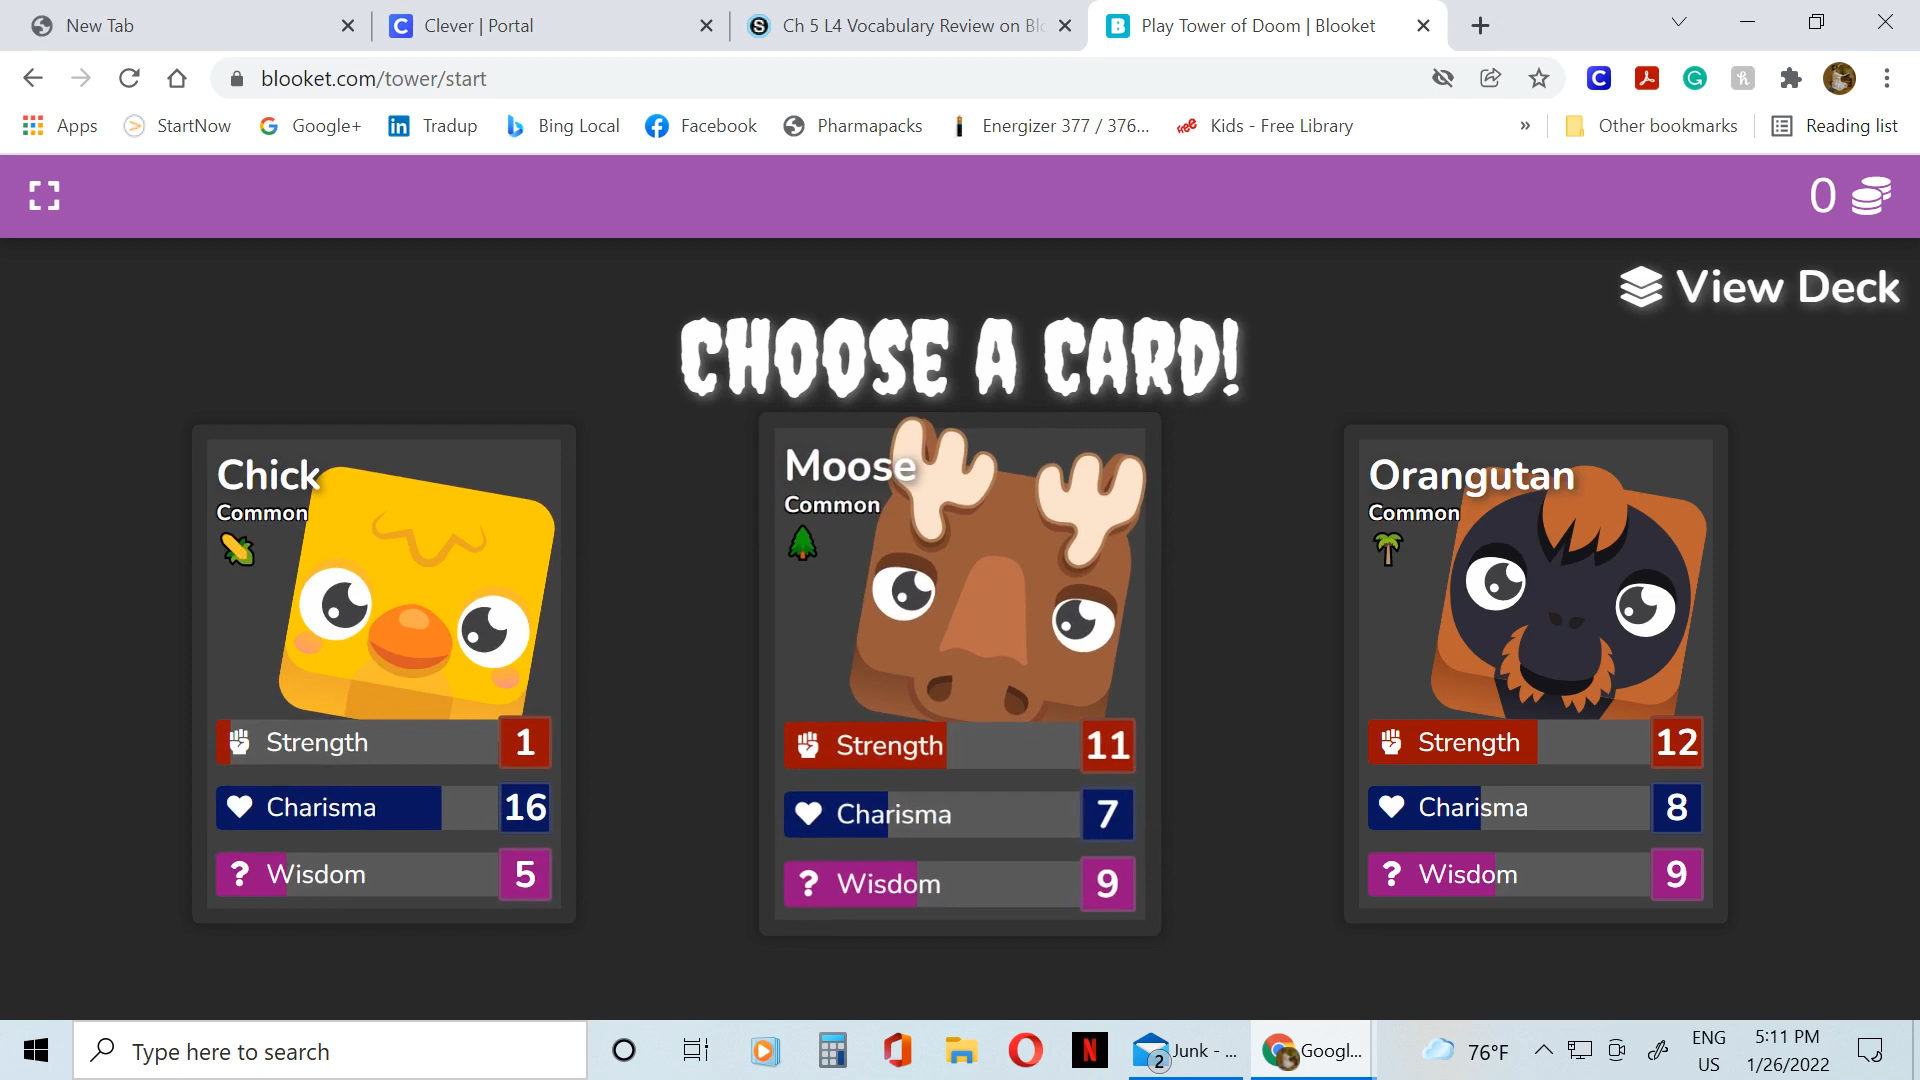 New Tab
Clever | Portal
Ch 5 L4 Vocabulary Review on Blo
Play Tower of Doom | Blooket
blooket.com/tower/start
Apps
StartNow
Google+
Tradup
Bing Local
Facebook
Pharmapacks
Energizer 377 / 376...
Kids - Free Library
»
Other bookmarks
Reading list
0
View Deck
CHOOSE A CARD!
Chick
Common
Strength 1
Charisma 16
Wisdom 5
Moose
Common
Strength 11
Charisma 7
Wisdom 9
Orangutan
Common
Strength 12
Charisma 8
Wisdom 9
Type here to search
2
Junk - ...
Googl...
76°F
ENG
US
5:11 PM
1/26/2022